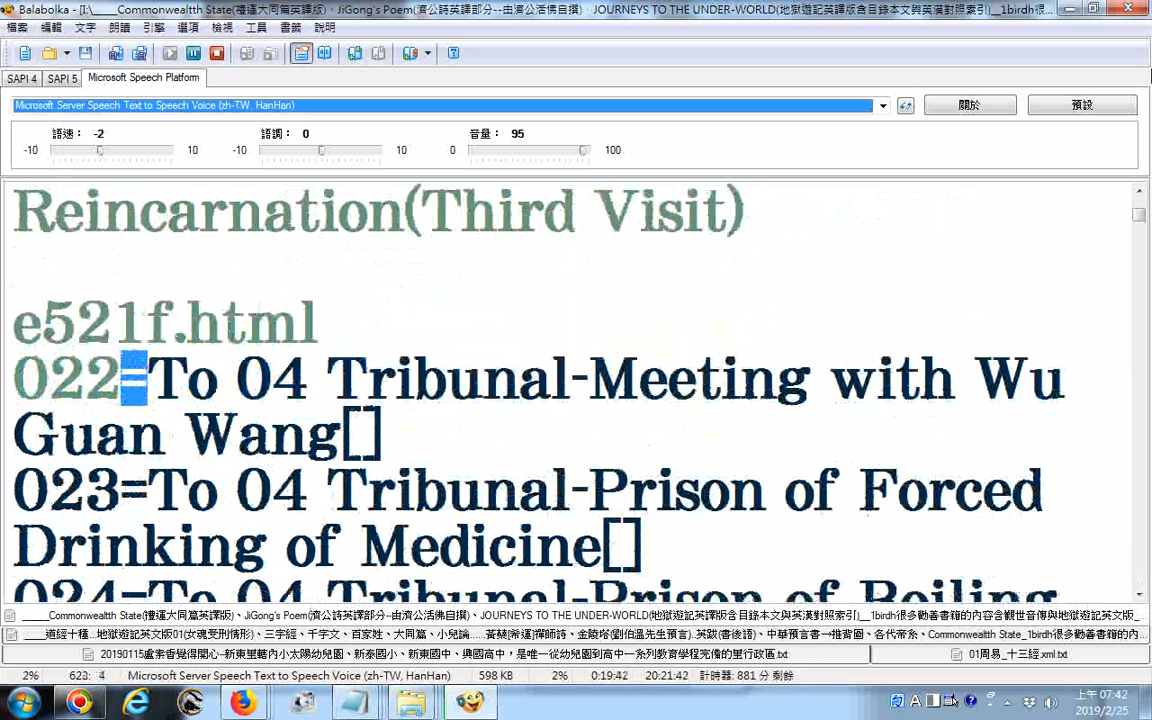 Balabolka - [I:\_____Commonwealtth State(禮運大同篇英譯版)、JiGong's Poem(濟公詩英譯部分--由濟公活佛自撰)、JOURNEYS TO THE UNDER-WORLD(地獄遊記英譯版含目錄本文與英漢對照索引)__1birdh很...
檔案 編輯 文字 朗讀 引擎 選項 檢視 工具 書籤 說明
SAPI 4 SAPI 5 Microsoft Speech Platform
Microsoft Server Speech Text to Speech Voice (zh-TW, HanHan) 關於 預設
語速： -2 語調： 0 音量： 95
-10 10 -10 10 0 100
Reincarnation(Third Visit)
e521f.html
022=To 04 Tribunal-Meeting with Wu
Guan Wang[]
023=To 04 Tribunal-Prison of Forced
Drinking of Medicine[]
024=To 04 Tribunal-Prison of Boiling
_____Commonwealtth State(禮運大同篇英譯版)、JiGong's Poem(濟公詩英譯部分--由濟公活佛自撰)、JOURNEYS TO THE UNDER-WORLD(地獄遊記英譯版含目錄本文與英漢對照索引)__1birdh很多勸善書籍的內容含觀世音傳與地獄遊記英文版_
地獄遊記英文版01(女魂受刑情形)、三字經、千字文、百家姓、大同篇、小兒論 禪師詩、金陵塔(劉伯溫先生預言) 中華預言書---推背圖、各代帝系、Commonwealth State_1birdh很多勸善書籍的內...
20190115盧素香覺得開心--新東里轄內小太陽幼兒園、新泰國小、新東國中、興國高中，是唯一從幼兒園到高中一系列教育學程完備的里行政區.txt 01周易_十三經.xml.txt
2% 623: 4 Microsoft Server Speech Text to Speech Voice (zh-TW, HanHan) 598 KB 2% 0:19:42 20:21:42 計時器： 881 分 剩餘
上午 07:42
2019/2/25